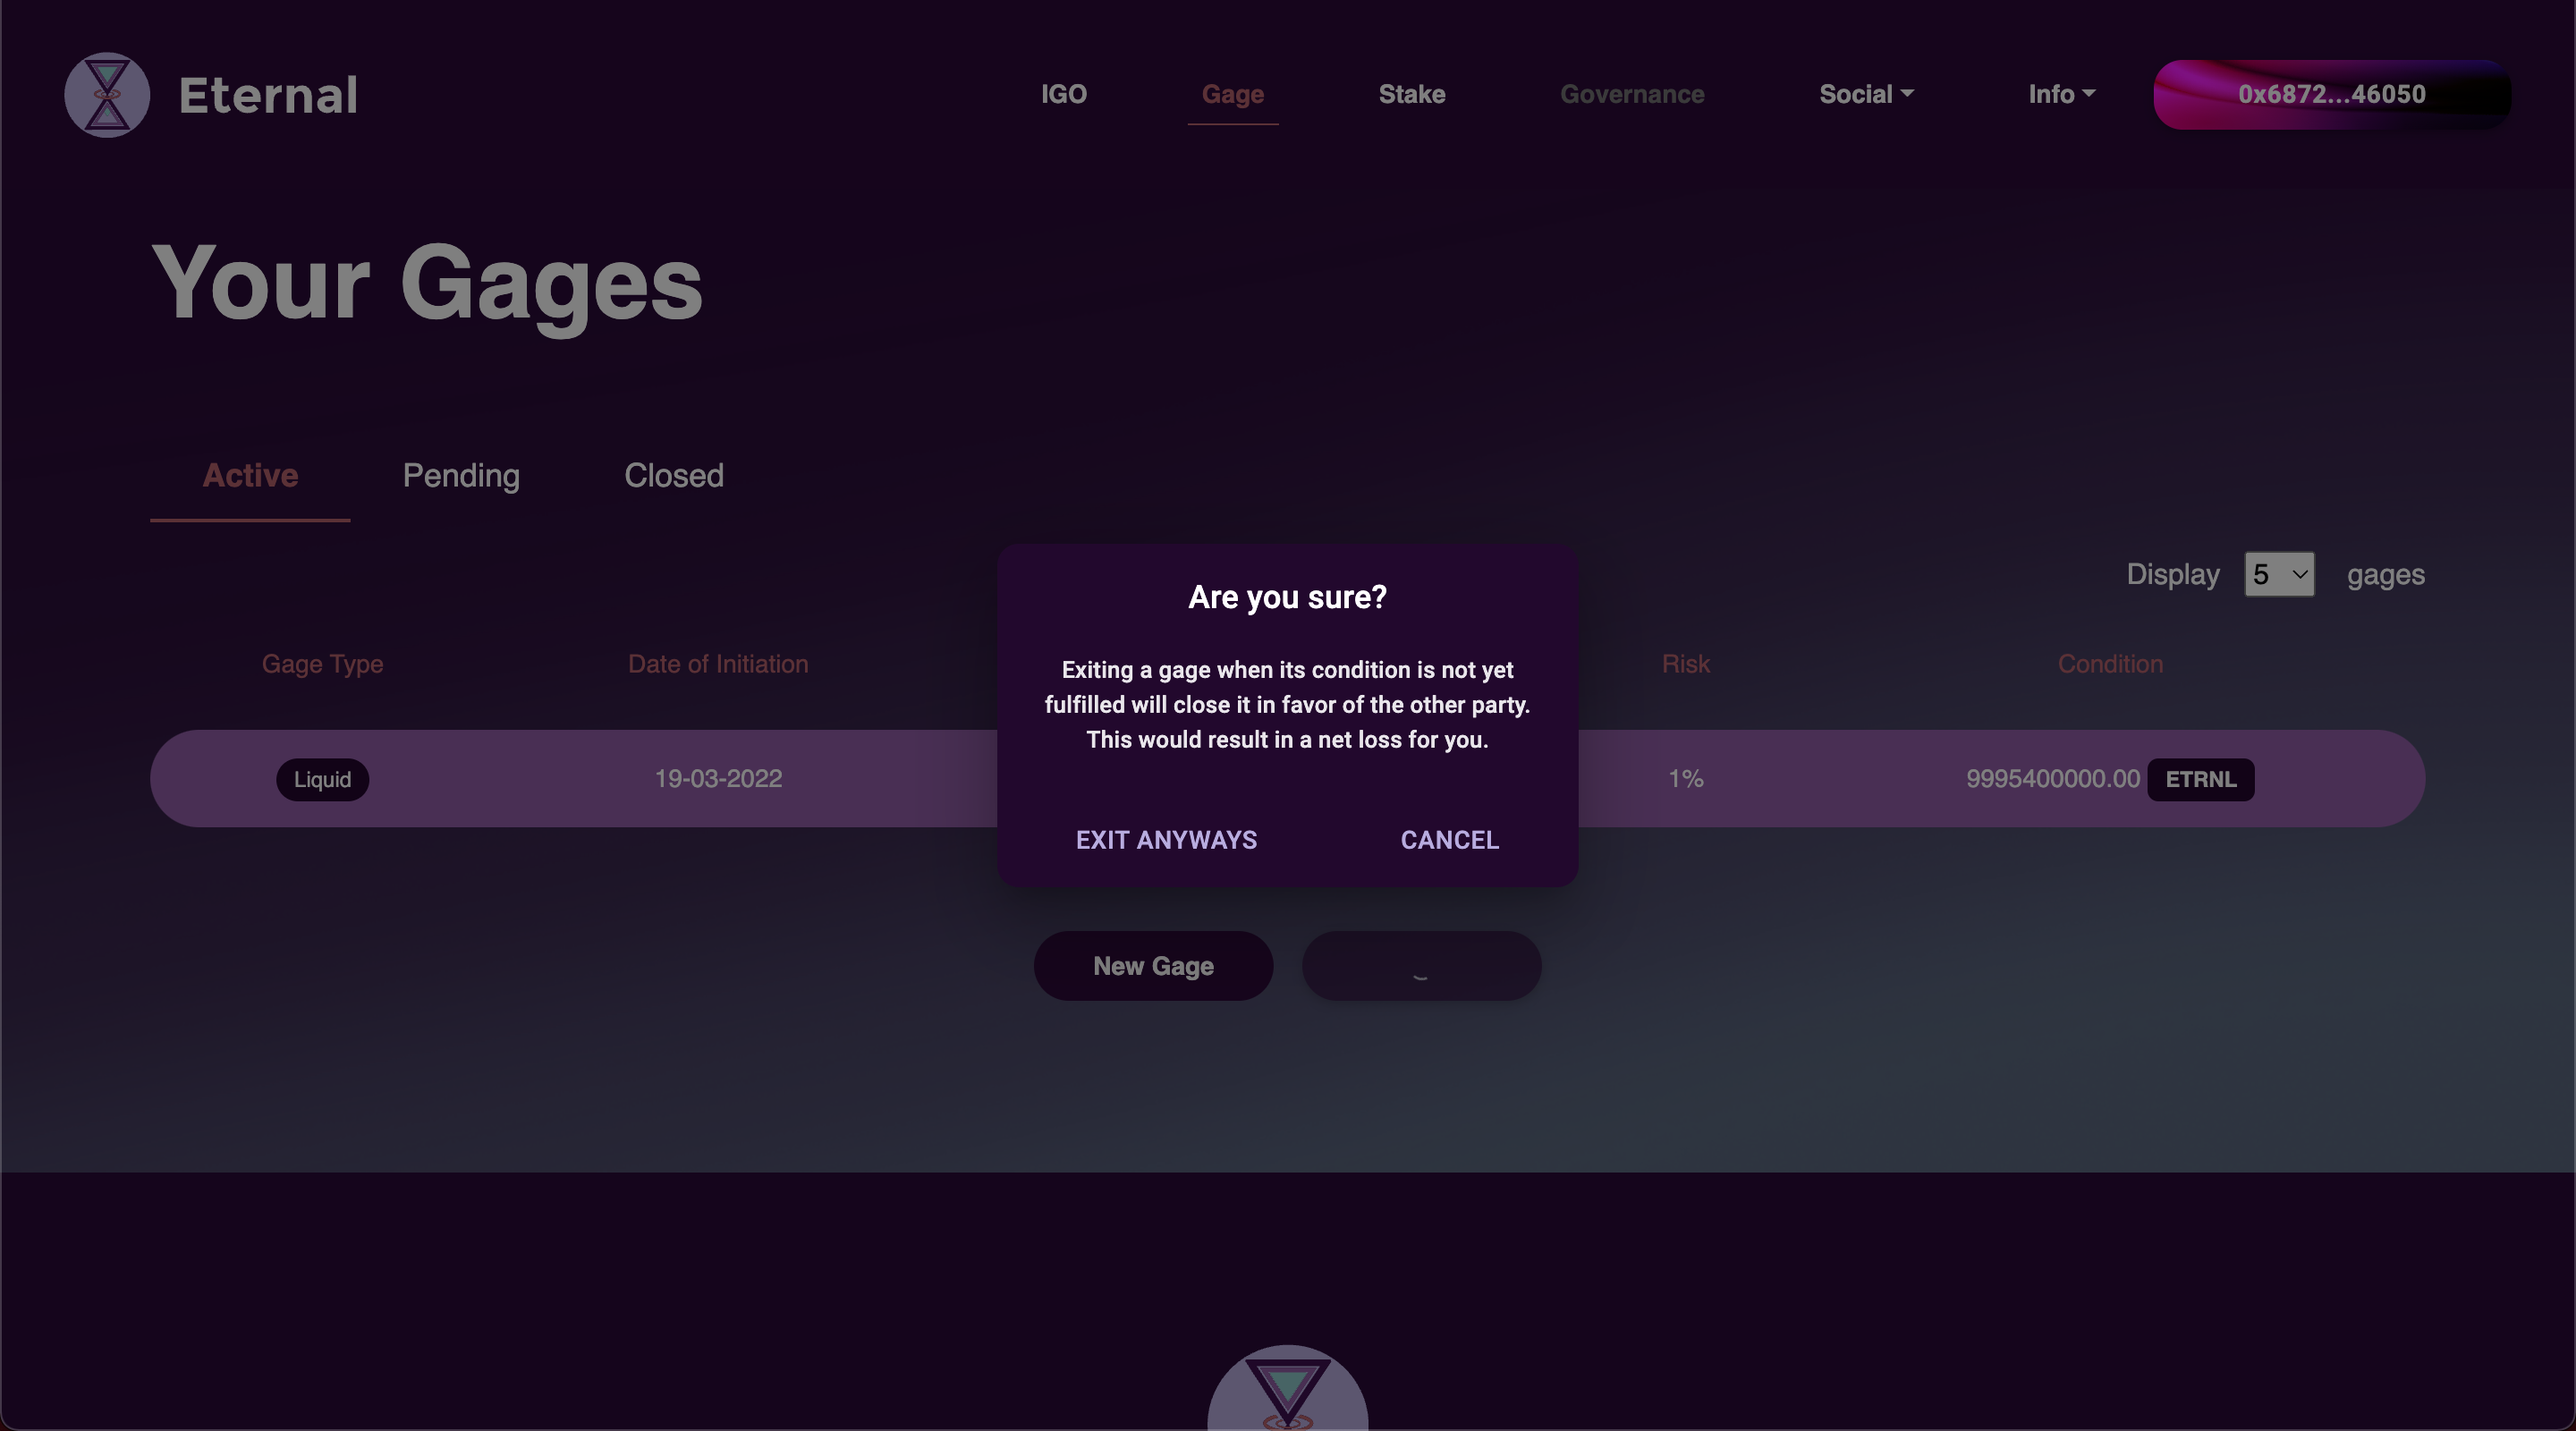 Eternal
IGO
Gage
Stake
Governance
Social
Info
0x6872...46050
Your Gages
Active
Pending
Closed
Display 5 gages
Gage Type
Date of Initiation
Risk
Condition
Liquid
19-03-2022
1%
9995400000.00 ETRNL
Are you sure?
Exiting a gage when its condition is not yet
fulfilled will close it in favor of the other party.
This would result in a net loss for you.
EXIT ANYWAYS
CANCEL
New Gage